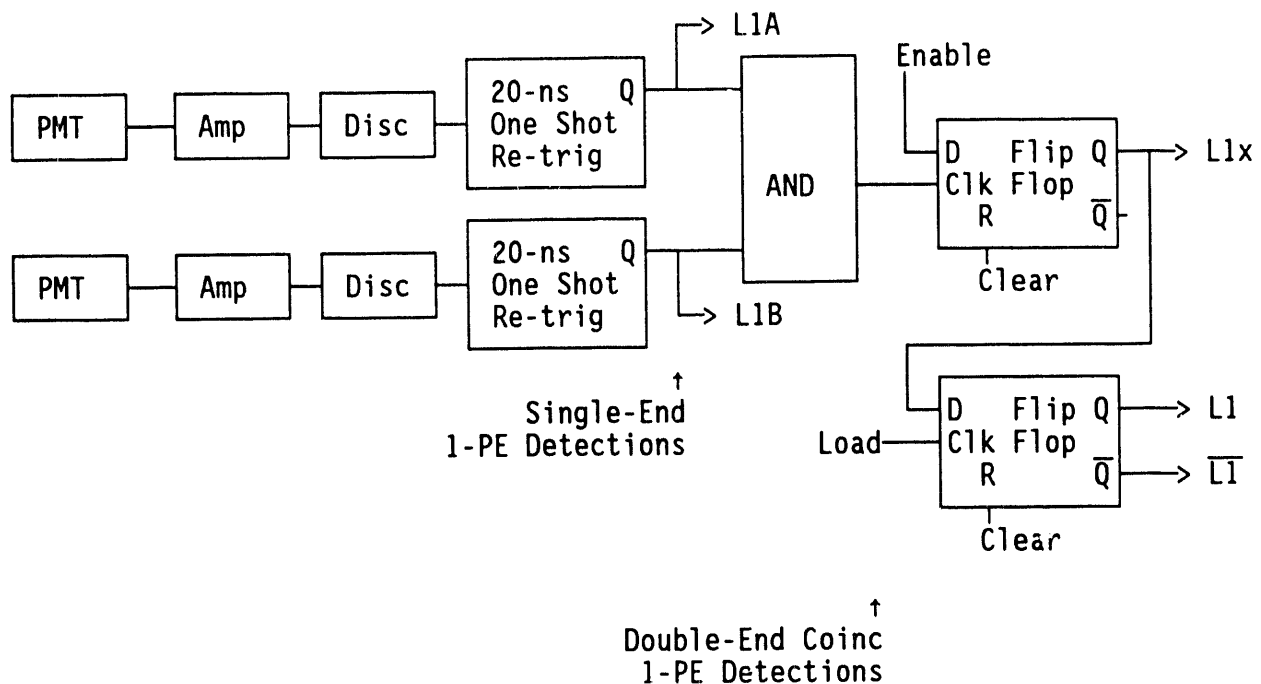 L1A
Enable
PMT
Amp
Disc
20-ns Q
One Shot
Re-trig
AND
D Flip Q
Clk Flop
R Q̅
L1x
Clear
PMT
Amp
Disc
20-ns Q
One Shot
Re-trig
L1B
↑
Single-End
1-PE Detections
D Flip Q
Load Clk Flop
R Q̅
L1
L̅1̅
Clear
↑
Double-End Coinc
1-PE Detections